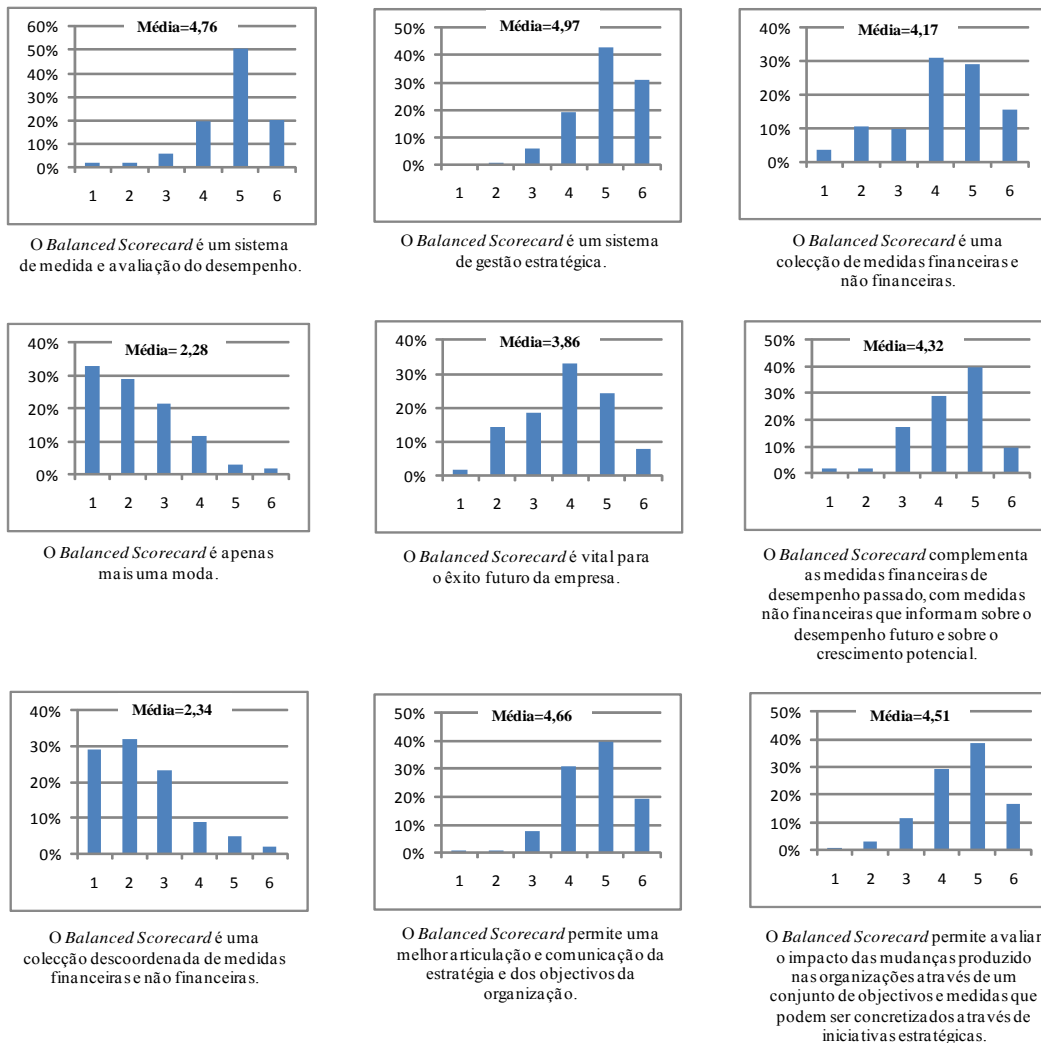 Média=4,76
60%
50%
40%
30%
20%
10%
0%
1 2 3 4 5 6
O Balanced Scorecard é um sistema
de medida e avaliação do desempenho.
Média=4,97
50%
40%
30%
20%
10%
0%
1 2 3 4 5 6
O Balanced Scorecard é um sistema
de gestão estratégica.
Média=4,17
40%
30%
20%
10%
0%
1 2 3 4 5 6
O Balanced Scorecard é uma
colecção de medidas financeiras e
não financeiras.
Média= 2,28
40%
30%
20%
10%
0%
1 2 3 4 5 6
O Balanced Scorecard é apenas
mais uma moda.
Média=3,86
40%
30%
20%
10%
0%
1 2 3 4 5 6
O Balanced Scorecard é vital para
o êxito futuro da empresa.
Média=4,32
50%
40%
30%
20%
10%
0%
1 2 3 4 5 6
O Balanced Scorecard complementa
as medidas financeiras de
desempenho passado, com medidas
não financeiras que informam sobre o
desempenho futuro e sobre o
crescimento potencial.
Média=2,34
40%
30%
20%
10%
0%
1 2 3 4 5 6
O Balanced Scorecard é uma
colecção descoordenada de medidas
financeiras e não financeiras.
Média=4,66
50%
40%
30%
20%
10%
0%
1 2 3 4 5 6
O Balanced Scorecard permite uma
melhor articulação e comunicação da
estratégia e dos objectivos da
organização.
Média=4,51
50%
40%
30%
20%
10%
0%
1 2 3 4 5 6
O Balanced Scorecard permite avaliar
o impacto das mudanças produzido
nas organizações através de um
conjunto de objectivos e medidas que
podem ser concretizados através de
iniciativas estratégicas.